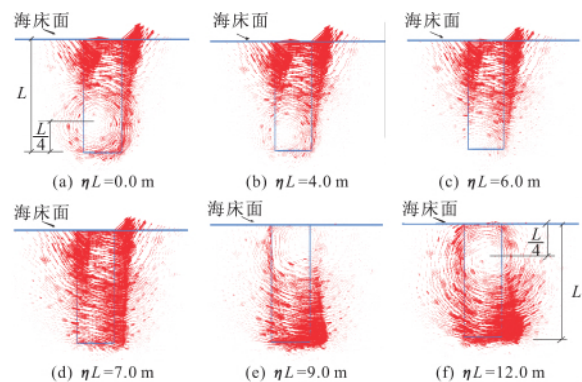 海床面
海床面
海床面
L
L/4
(a) ηL=0.0 m
(b) ηL=4.0 m
(c) ηL=6.0 m
海床面
海床面
海床面
L/4
L
(d) ηL=7.0 m
(e) ηL=9.0 m
(f) ηL=12.0 m